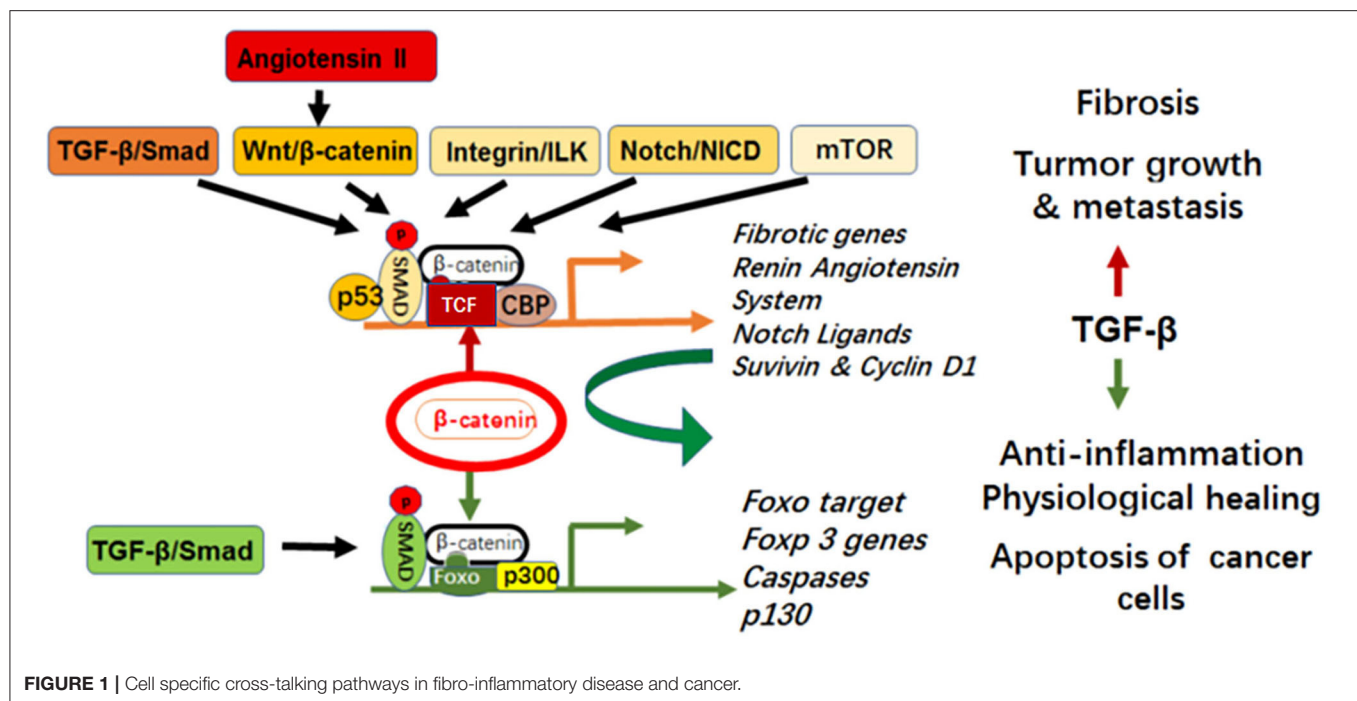 Angiotensin II
TGF-β/Smad
Wnt/β-catenin
Integrin/ILK
Notch/NICD
mTOR
p
SMAD
β-catenin
p53
TCF
CBP
Fibrotic genes
Renin Angiotensin
System
Notch Ligands
Suvivin & Cyclin D1
β-catenin
TGF-β/Smad
p
SMAD
β-catenin
Foxo
p300
Foxo target
Foxp 3 genes
Caspases
p130
Fibrosis
Turmor growth
& metastasis
TGF-β
Anti-inflammation
Physiological healing
Apoptosis of cancer
cells
FIGURE 1 | Cell specific cross-talking pathways in fibro-inflammatory disease and cancer.